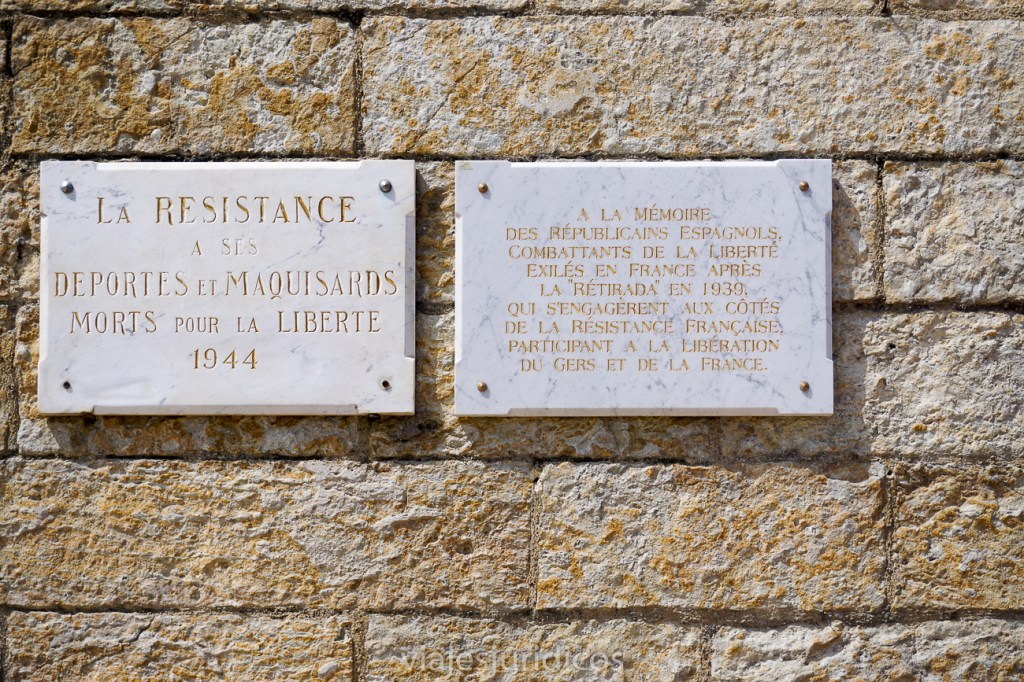 LA RESISTANCE
A SES
DEPORTES ET MAQUISARDS
MORTS POUR LA LIBERTE
1944
A LA MÉMOIRE
DES RÉPUBLICAINS ESPAGNOLS,
COMBATTANTS DE LA LIBERTÉ
EXILÉS EN FRANCE APRÈS
LA "RÉTIRADA" EN 1939,
QUI S'ENGAGÈRENT AUX CÔTÉS
DE LA RÉSISTANCE FRANÇAISE,
PARTICIPANT A LA LIBÉRATION
DU GERS ET DE LA FRANCE.
viajesjurídicos